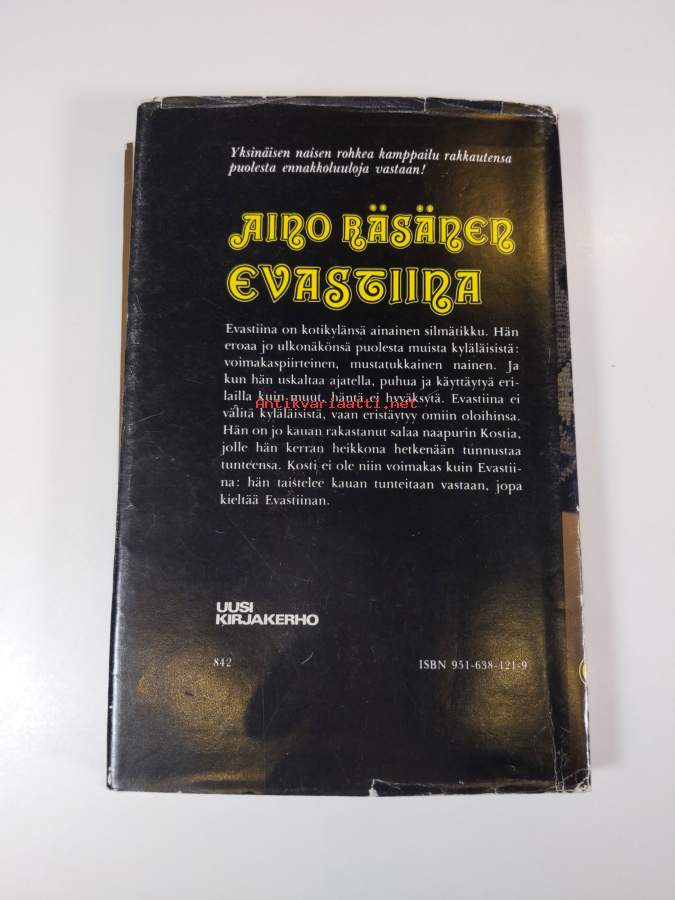 Yksinäisen naisen rohkea kamppailu rakkautensa
puolesta ennakkoluuloja vastaan!
AINO RÄSÄNEN
EVASTIINA
Evastiina on kotikylänsä ainainen silmätikku. Hän
eroaa jo ulkonäkönsä puolesta muista kyläläisistä:
voimakaspiirteinen, mustatukkainen nainen. Ja
kun hän uskaltaa ajatella, puhua ja käyttäytyä eri-
lailla kuin muut, häntä ei hyväksytä. Evastiina ei
Antikvariaatti.net
välitä kyläläisistä, vaan eristäytyy omiin oloihinsa.
Hän on jo kauan rakastanut salaa naapurin Kostia,
jolle hän kerran heikkona hetkenään tunnustaa
tunteensa. Kosti ei ole niin voimakas kuin Evastii-
na: hän taistelee kauan tunteitaan vastaan, jopa
kieltää Evastiinan.
UUSI
KIRJAKERHO
842 ISBN 951-638-121-9